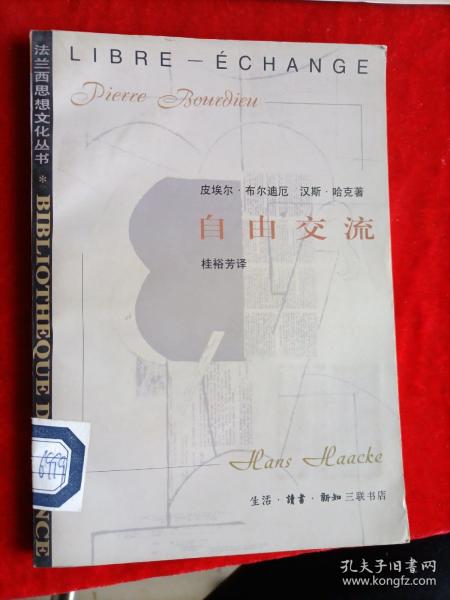 LIBRE — ÉCHANGE
Pierre Bourdieu
皮埃尔·布尔迪厄 汉斯·哈克著
自由交流
桂裕芳译
Hans Haacke
生活·讀書·新知三联书店
法兰西思想文化丛书 * BIBLIOTHEQUE D
NCE
6999
孔夫子旧书网
www.kongfz.com